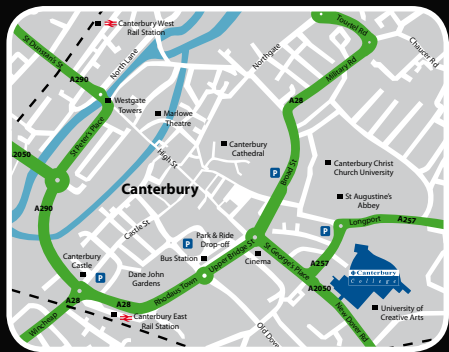 Canterbury West
Rail Station
Tourtel Rd
St Dunstan's St
North Lane
Northgate
Military Rd
Chaucer Rd
A290
Westgate
Towers
Marlowe
Theatre
A28
St Peter's Place
High St
Canterbury
Cathedral
Broad St
Canterbury Christ
Church University
A2050
P
Canterbury
St Augustine's
Abbey
A290
Castle St
Longport
A257
P
Park & Ride
Drop-off
P
Bus Station
Upper Bridge St
Cinema
St George's Place
A257
Canterbury
College
Canterbury
Castle
P
Dane John
Gardens
Rhodaus Town
A2050
A28
A28
New Dover Rd
University of
Creative Arts
Wincheap
Canterbury East
Rail Station
Old Dover